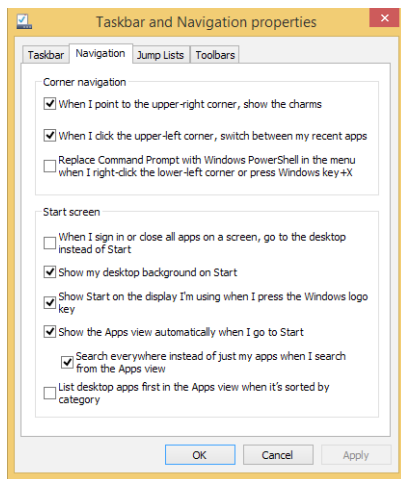 Taskbar and Navigation properties
Taskbar Navigation Jump Lists Toolbars
Corner navigation
When I point to the upper-right corner, show the charms
When I click the upper-left corner, switch between my recent apps
Replace Command Prompt with Windows PowerShell in the menu
when I right-click the lower-left corner or press Windows key+X
Start screen
When I sign in or close all apps on a screen, go to the desktop
instead of Start
Show my desktop background on Start
Show Start on the display I'm using when I press the Windows logo
key
Show the Apps view automatically when I go to Start
Search everywhere instead of just my apps when I search
from the Apps view
List desktop apps first in the Apps view when it's sorted by
category
OK Cancel Apply